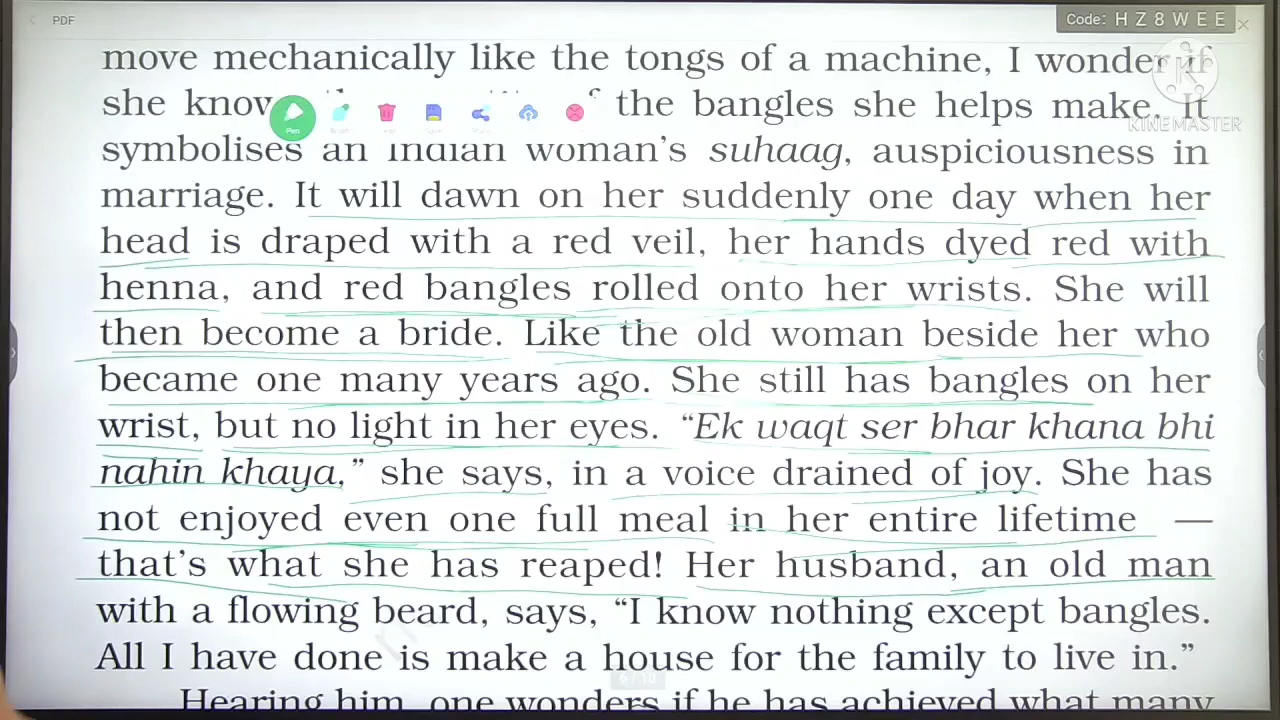 PDF
Code: H Z 8 W E E
move mechanically like the tongs of a machine, I wonder if
KINEMASTER
she know the bangles she helps make. It
Pen
symbolises an Indian woman's suhaag, auspiciousness in
marriage. It will dawn on her suddenly one day when her
head is draped with a red veil, her hands dyed red with
henna, and red bangles rolled onto her wrists. She will
then become a bride. Like the old woman beside her who
became one many years ago. She still has bangles on her
wrist, but no light in her eyes. “Ek waqt ser bhar khana bhi
nahin khaya,” she says, in a voice drained of joy. She has
not enjoyed even one full meal in her entire lifetime —
that's what she has reaped! Her husband, an old man
with a flowing beard, says, “I know nothing except bangles.
All I have done is make a house for the family to live in.”
6 / 10
Hearing him, one wonders if he has achieved what many